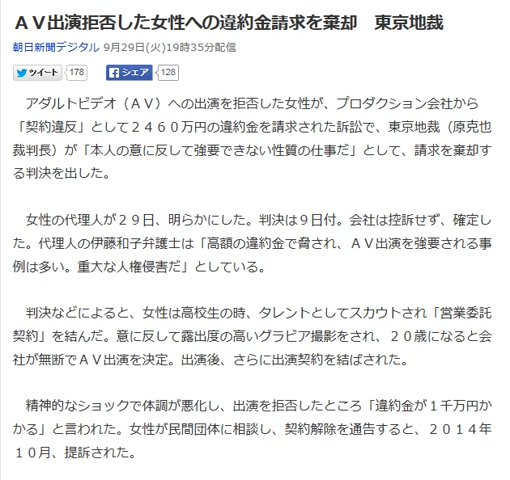 ＡＶ出演拒否した女性への違約金請求を棄却　東京地裁
朝日新聞デジタル 9月29日(火)19時35分配信
ツイート 178 シェア 128
　アダルトビデオ（ＡＶ）への出演を拒否した女性が、プロダクション会社から
「契約違反」として２４６０万円の違約金を請求された訴訟で、東京地裁（原克也
裁判長）が「本人の意に反して強要できない性質の仕事だ」として、請求を棄却す
る判決を出した。
　女性の代理人が２９日、明らかにした。判決は９日付。会社は控訴せず、確定し
た。代理人の伊藤和子弁護士は「高額の違約金で脅され、ＡＶ出演を強要される事
例は多い。重大な人権侵害だ」としている。
　判決などによると、女性は高校生の時、タレントとしてスカウトされ「営業委託
契約」を結んだ。意に反して露出度の高いグラビア撮影をされ、２０歳になると会
社が無断でＡＶ出演を決定。出演後、さらに出演契約を結ばされた。
　精神的なショックで体調が悪化し、出演を拒否したところ「違約金が１千万円か
かる」と言われた。女性が民間団体に相談し、契約解除を通告すると、２０１４年
１０月、提訴された。